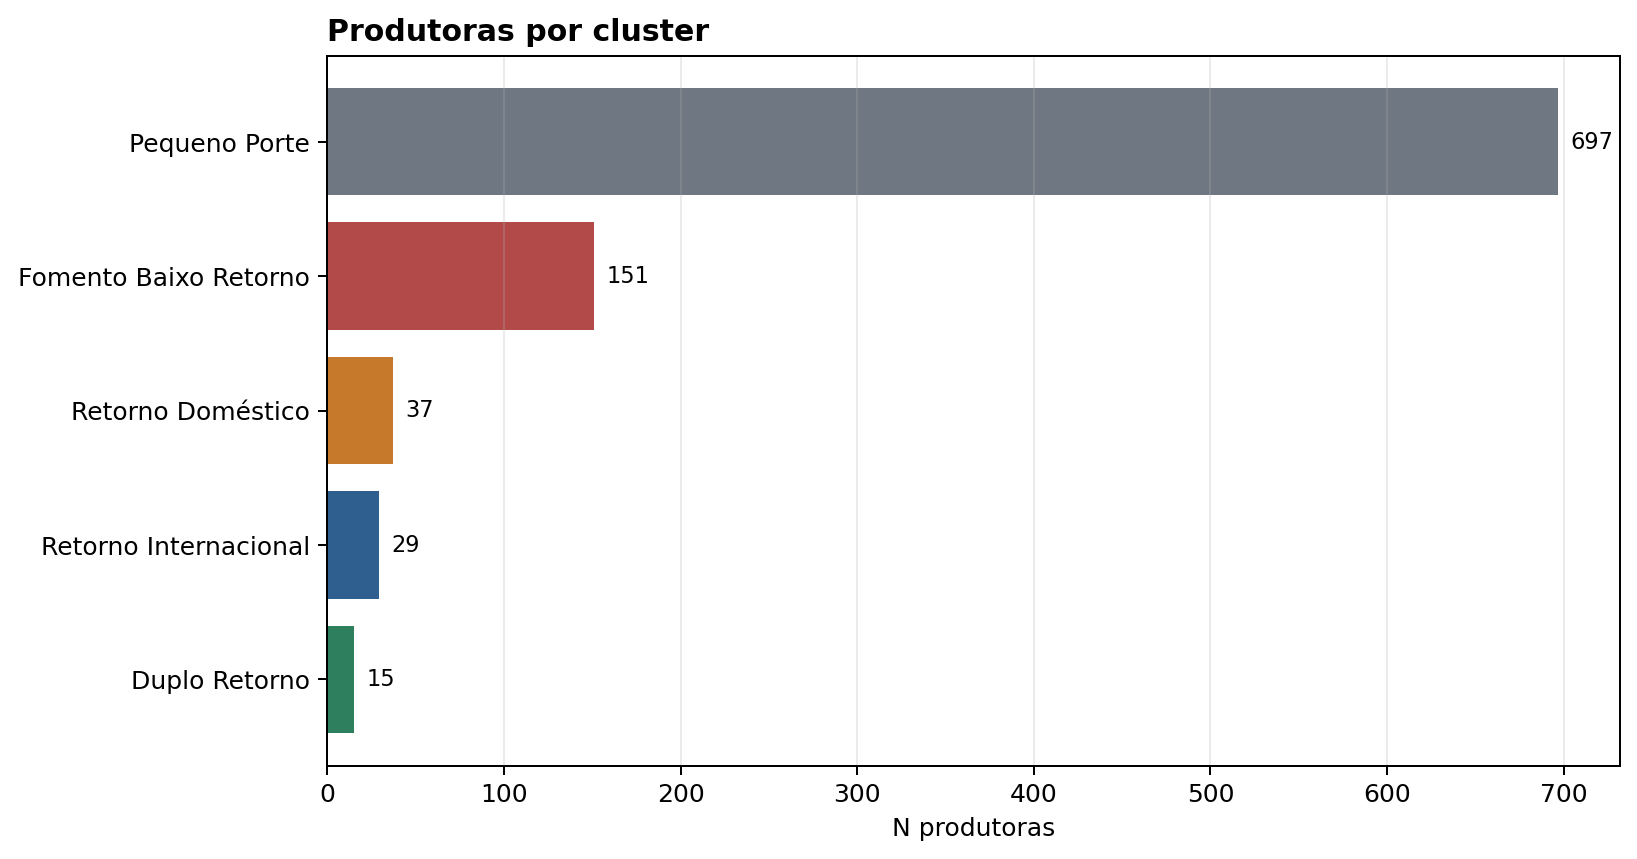 Produtoras por cluster
Pequeno Porte
697
Fomento Baixo Retorno
151
Retorno Doméstico
37
Retorno Internacional
29
Duplo Retorno
15
0 100 200 300 400 500 600 700
N produtoras